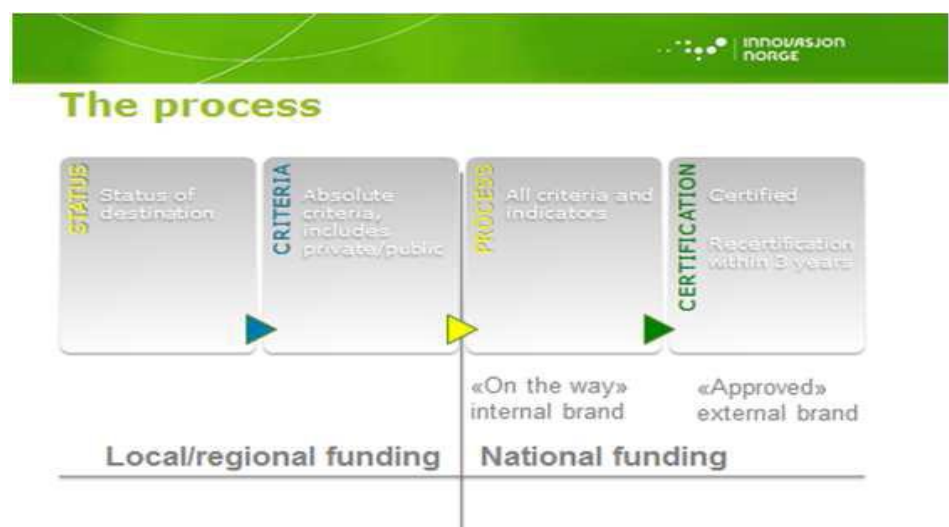 INNOVASJON
NORGE
The process
STATUS
Status of
destination
CRITERIA
Absolute
criteria,
includes
private/public
PROCESS
All criteria and
indicators
CERTIFICATION
Certified
Recertification
within 3 years
«On the way»
internal brand
«Approved»
external brand
Local/regional funding
National funding